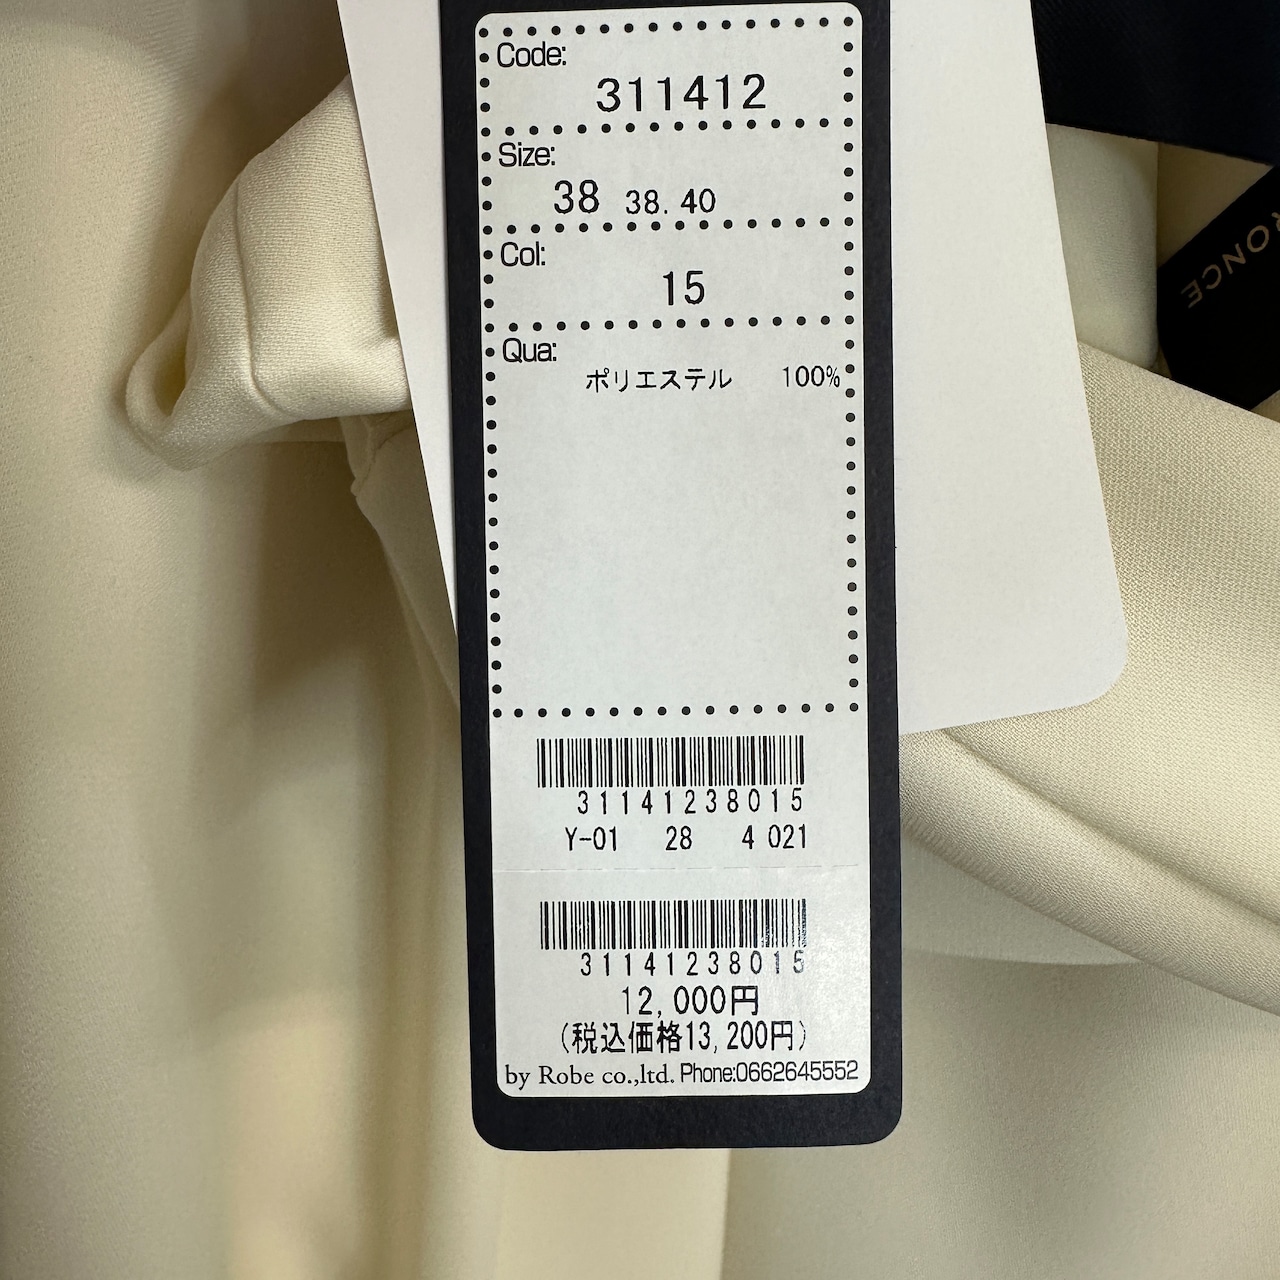 Code:
311412
Size:
38 38.40
Col:
15
Qua:
ポリエステル 100%
31141238015
Y-01 28 4 021
31141238015
12,000円
(税込価格13,200円)
by Robe co.,ltd. Phone:0662645552